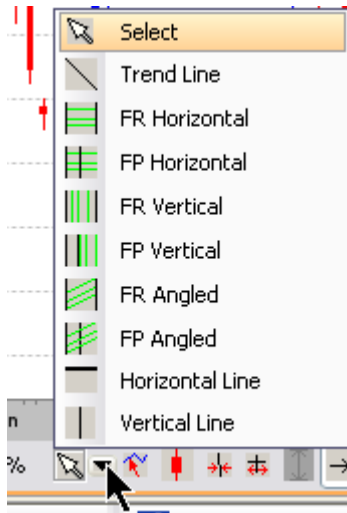 Select
Trend Line
FR Horizontal
FP Horizontal
FR Vertical
FP Vertical
FR Angled
FP Angled
Horizontal Line
Vertical Line
n
%